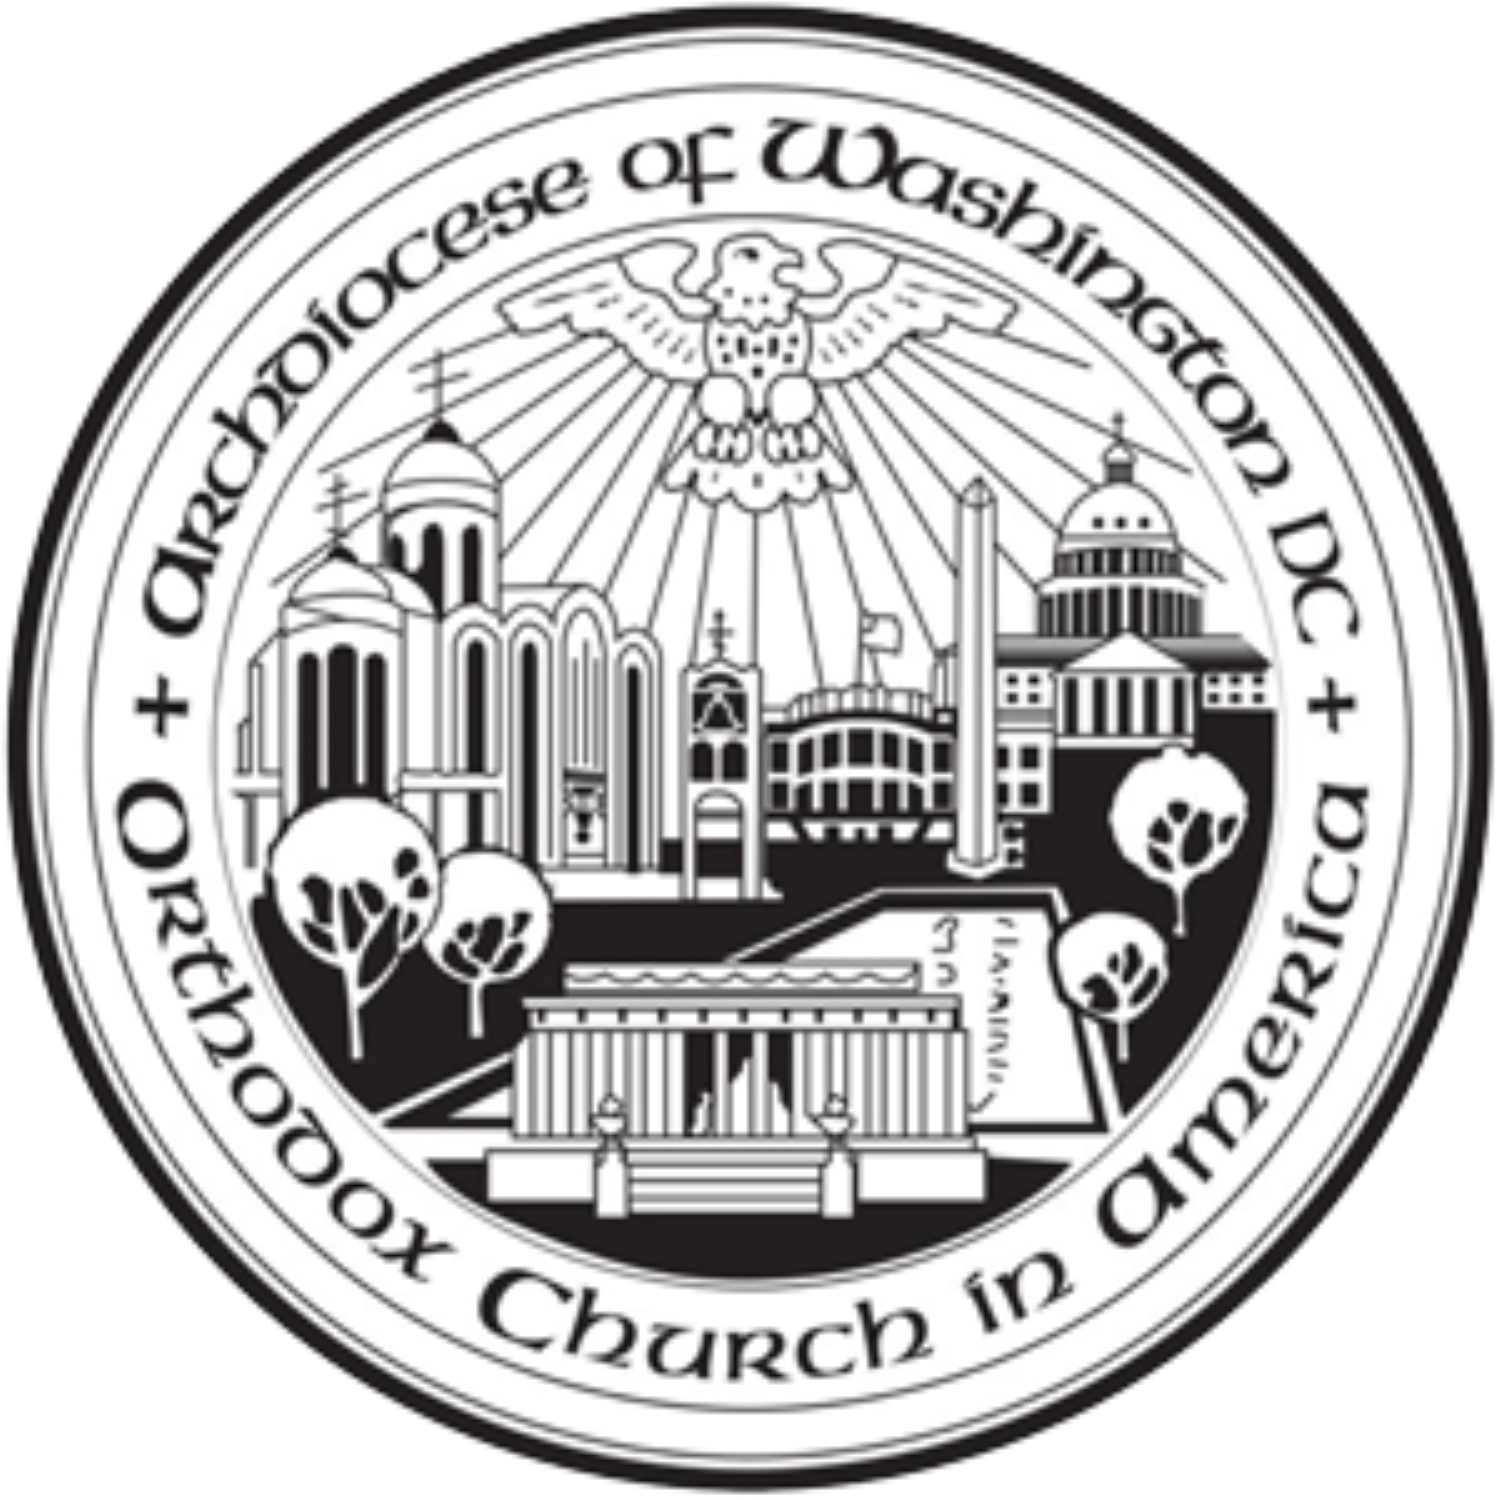 Archdiocese of Washington DC
Orthodox Church in America